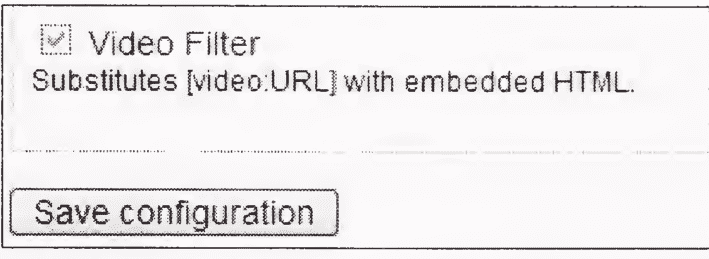 Video Filter
Substitutes [video:URL] with embedded HTML.
Save configuration